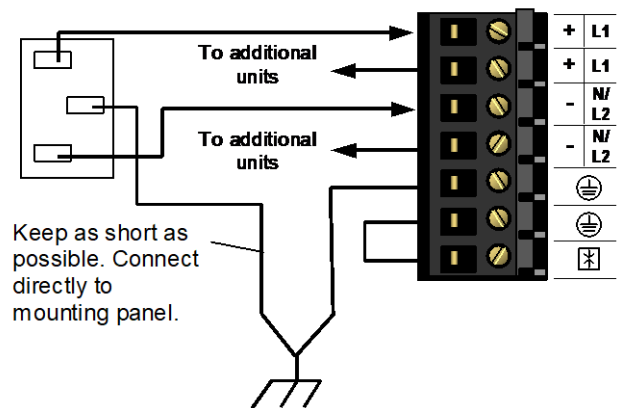 To additional
units
To additional
units
Keep as short as
possible. Connect
directly to
mounting panel.
+ L1
+ L1
- N/
L2
- N/
L2